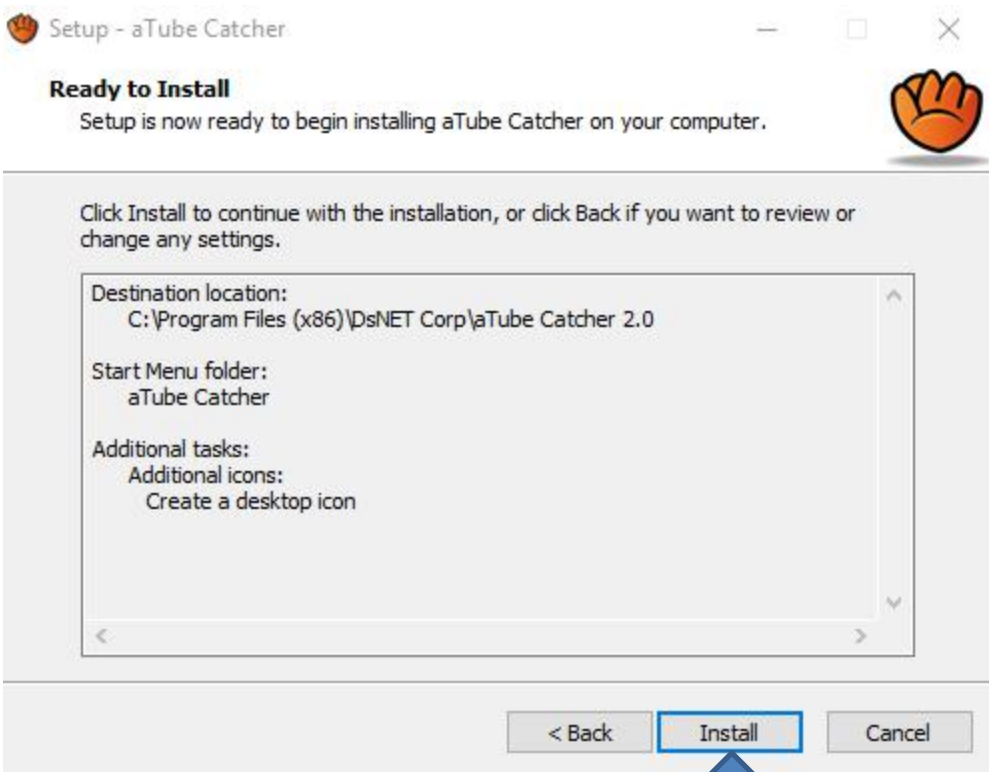 Setup - aTube Catcher
Ready to Install
Setup is now ready to begin installing aTube Catcher on your computer.
Click Install to continue with the installation, or click Back if you want to review or
change any settings.
Destination location:
C:\Program Files (x86)\DsNET Corp\aTube Catcher 2.0
Start Menu folder:
aTube Catcher
Additional tasks:
Additional icons:
Create a desktop icon
< Back
Install
Cancel